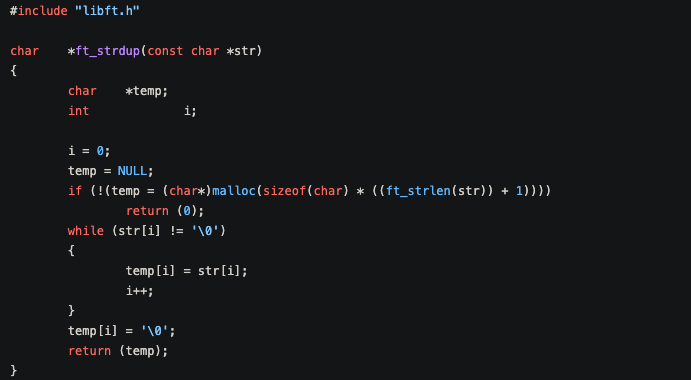 #include "libft.h"
char	*ft_strdup(const char *str)
{
	char	*temp;
	int		i;
	i = 0;
	temp = NULL;
	if (!(temp = (char*)malloc(sizeof(char) * ((ft_strlen(str)) + 1))))
		return (0);
	while (str[i] != '\0')
	{
		temp[i] = str[i];
		i++;
	}
	temp[i] = '\0';
	return (temp);
}